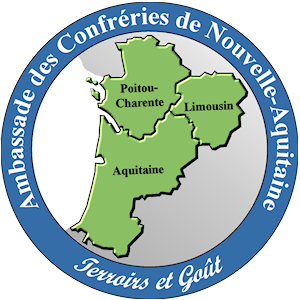 Ambassade des Confréries de Nouvelle-Aquitaine
Poitou-
Charente
Limousin
Aquitaine
Terroirs et Goût